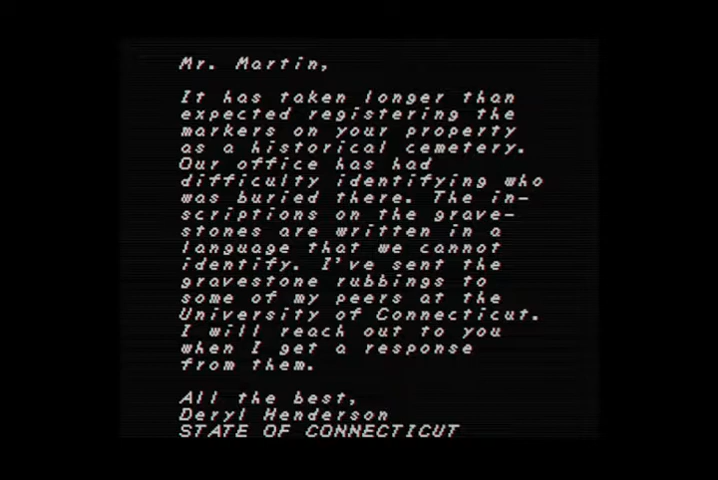 Mr. Martin,
It has taken longer than
expected registering the
markers on your property
as a historical cemetery.
Our office has had
difficulty identifying who
was buried there. The in-
scriptions on the grave-
stones are written in a
language that we cannot
identify. I've sent the
gravestone rubbings to
some of my peers at the
University of Connecticut.
I will reach out to you
when I get a response
from them.
All the best,
Deryl Henderson
STATE OF CONNECTICUT